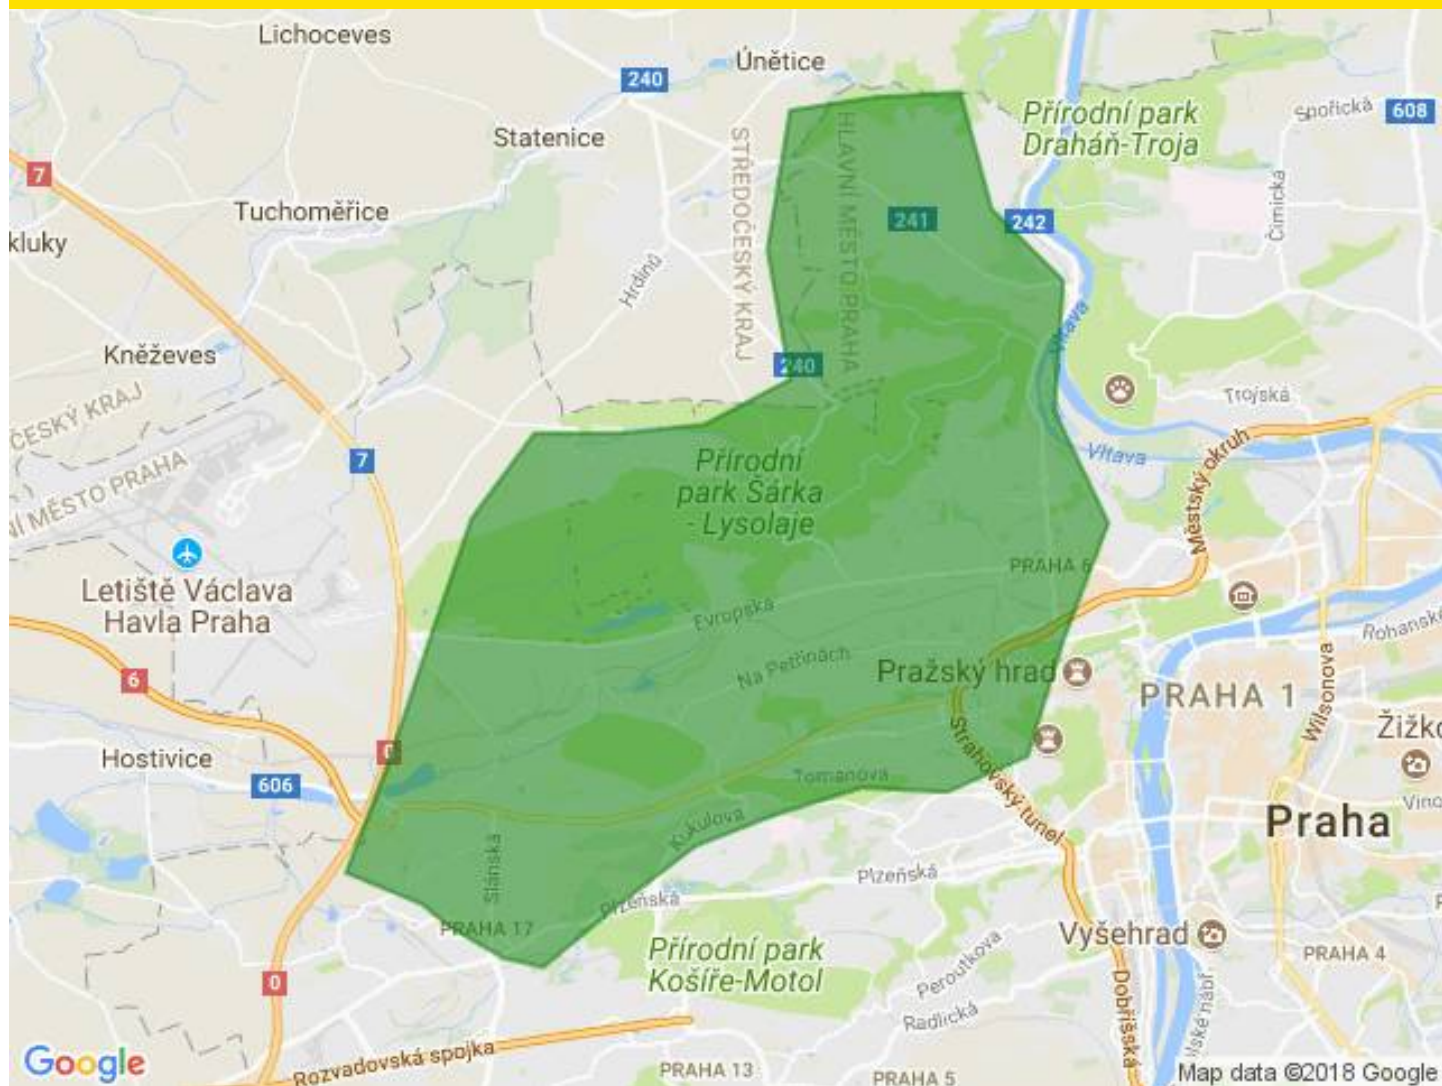 Lichoceves
Únětice
240
Spořická
608
Přírodní park
Draháň-Troja
Statenice
7
STŘEDOČESKÝ KRAJ
HLAVNÍ MĚSTO PRAHA
Čimická
Tuchoměřice
241
242
kluky
Hrdinů
Vltava
Kněževes
240
Trojská
ČESKÝ KRAJ
NÍ MĚSTO PRAHA
7
Vltava
Městský okruh
Přírodní
park Šárka
- Lysolaje
PRAHA 6
Letiště Václava
Havla Praha
Evropská
Rohanské
Na Petřinách
Pražský hrad
6
PRAHA 1
Wilsonova
Žižko
Hostivice
0
Strahovský tunel
606
Tomanova
Kukulova
Praha
Vino
Slánská
Plzeňská
Plzeňská
PRAHA 17
Vyšehrad
Přírodní park
Košíře-Motol
Peroutkova
PRAHA 4
0
Radlická
Dobříšská
Google
Rozvadovská spojka
PRAHA 13
PRAHA 5
Map data ©2018 Google